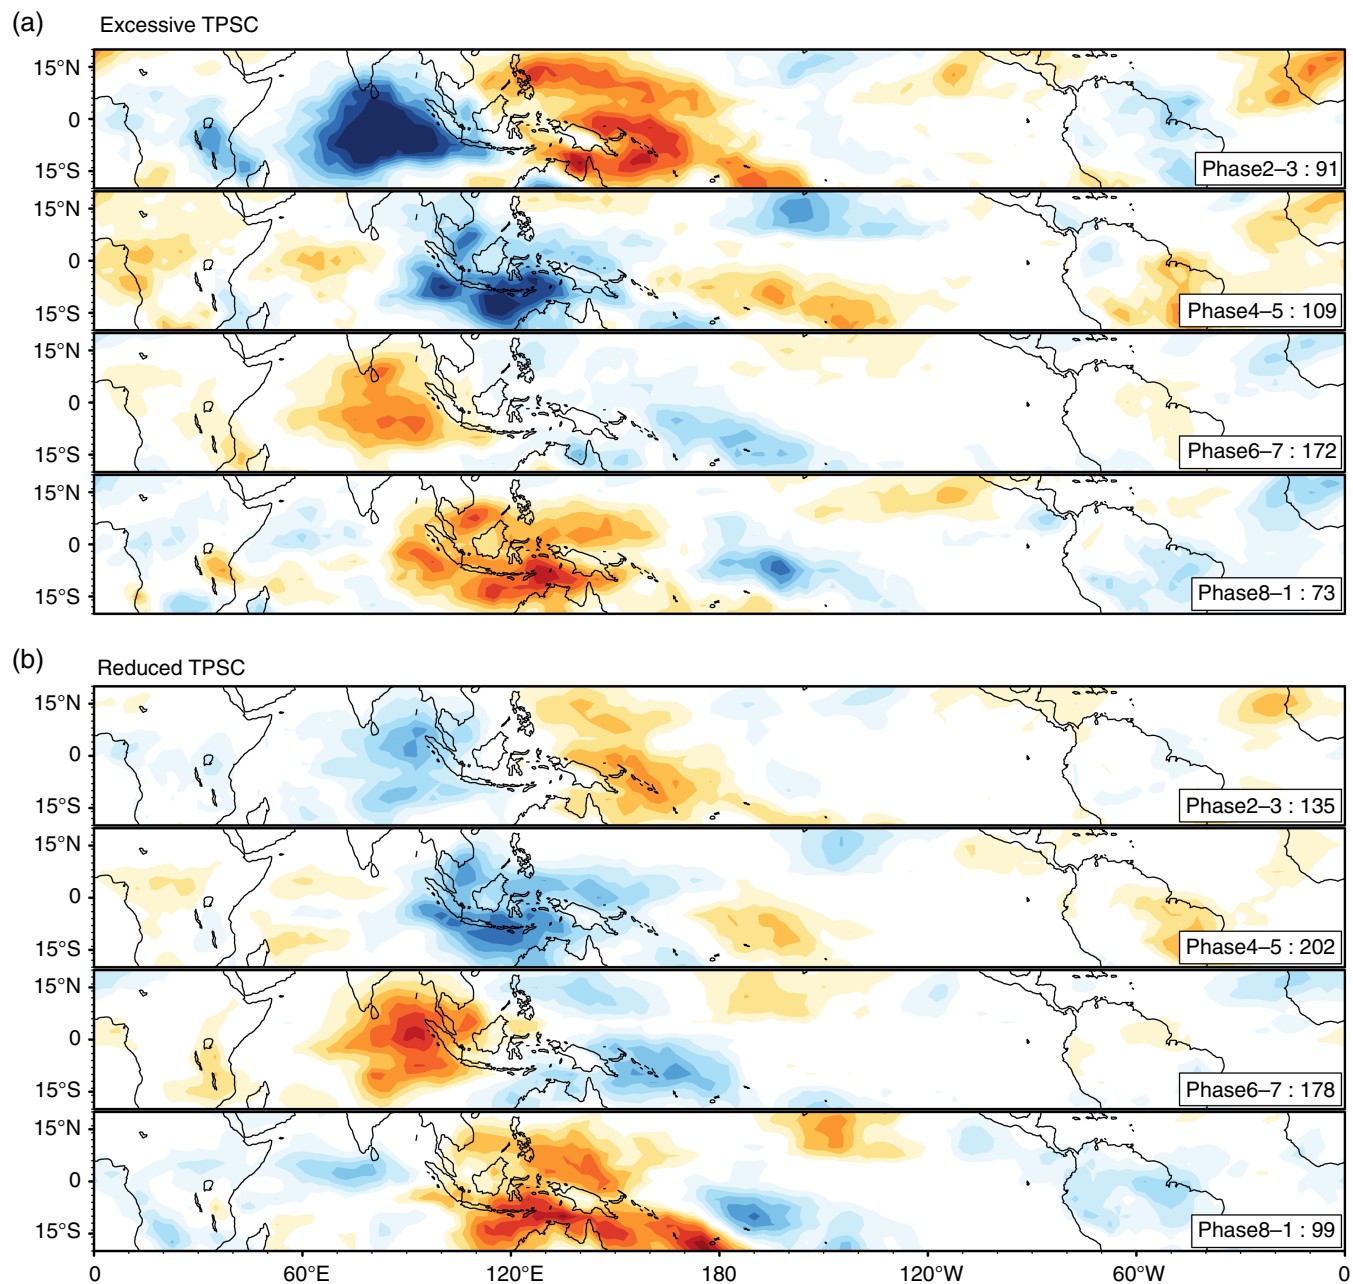 (a)
Excessive TPSC
15°N
0
15°S
Phase2–3 : 91
15°N
0
15°S
Phase4–5 : 109
15°N
0
15°S
Phase6–7 : 172
15°N
0
15°S
Phase8–1 : 73
(b)
Reduced TPSC
15°N
0
15°S
Phase2–3 : 135
15°N
0
15°S
Phase4–5 : 202
15°N
0
15°S
Phase6–7 : 178
15°N
0
15°S
Phase8–1 : 99
0 60°E 120°E 180 120°W 60°W 0